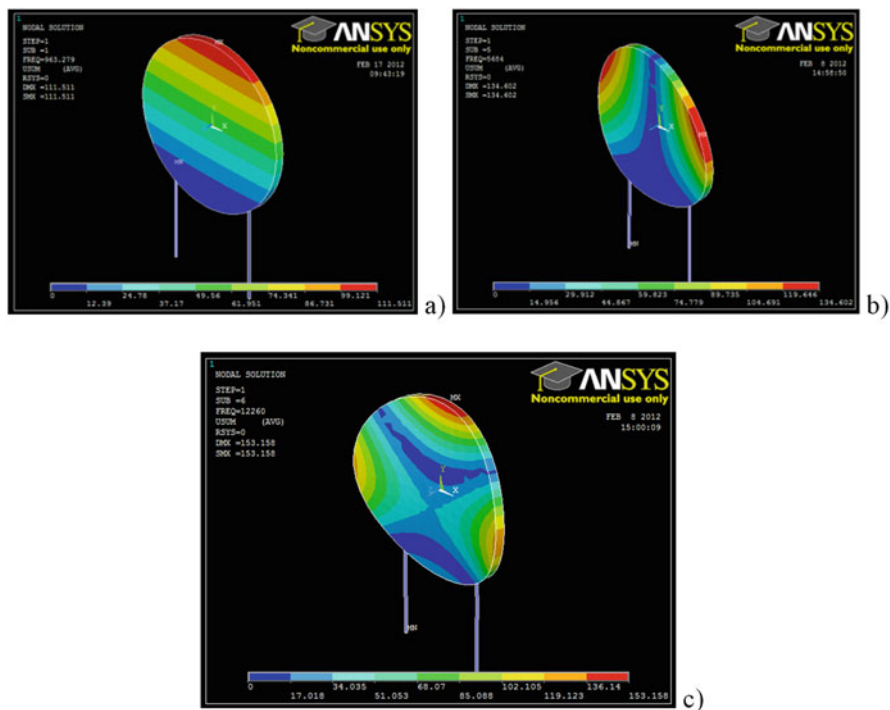 1
NODAL SOLUTION
STEP=1
SUB =1
FREQ=963.279
USUM (AVG)
RSYS=0
DMX =111.511
SMX =111.511
ANSYS
Noncommercial use only
FEB 17 2012
09:43:19
MX
Y
X
MN
0 24.78 49.56 74.341 99.121
12.39 37.17 61.951 86.731 111.511
a)
1
NODAL SOLUTION
STEP=1
SUB =5
FREQ=5684
USUM (AVG)
RSYS=0
DMX =134.602
SMX =134.602
ANSYS
Noncommercial use only
FEB 8 2012
14:58:50
X
MX
MN
0 29.912 59.823 89.735 119.646
14.956 44.867 74.779 104.691 134.602
b)
1
NODAL SOLUTION
STEP=1
SUB =6
FREQ=12260
USUM (AVG)
RSYS=0
DMX =153.158
SMX =153.158
ANSYS
Noncommercial use only
FEB 8 2012
15:00:09
MX
Y
X
MN
0 34.035 68.07 102.105 136.14
17.018 51.053 85.088 119.123 153.158
c)